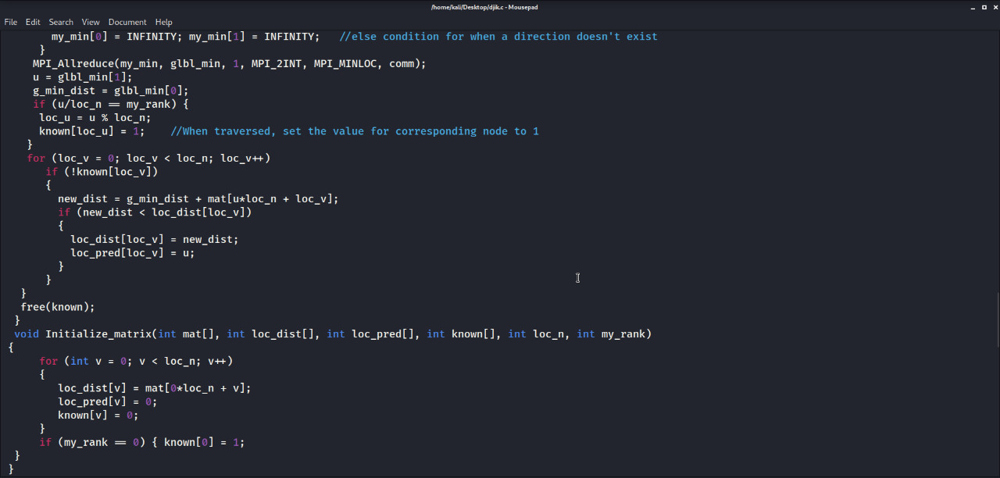 /home/kali/Desktop/djik.c - Mousepad
File Edit Search View Document Help
my_min[0] = INFINITY; my_min[1] = INFINITY; //else condition for when a direction doesn't exist
}
MPI_Allreduce(my_min, glbl_min, 1, MPI_2INT, MPI_MINLOC, comm);
u = glbl_min[1];
g_min_dist = glbl_min[0];
if (u/loc_n == my_rank) {
loc_u = u % loc_n;
known[loc_u] = 1; //When traversed, set the value for corresponding node to 1
}
for (loc_v = 0; loc_v < loc_n; loc_v++)
if (!known[loc_v])
{
new_dist = g_min_dist + mat[u*loc_n + loc_v];
if (new_dist < loc_dist[loc_v])
{
loc_dist[loc_v] = new_dist;
loc_pred[loc_v] = u;
}
}
}
free(known);
}
void Initialize_matrix(int mat[], int loc_dist[], int loc_pred[], int known[], int loc_n, int my_rank)
{
for (int v = 0; v < loc_n; v++)
{
loc_dist[v] = mat[0*loc_n + v];
loc_pred[v] = 0;
known[v] = 0;
}
if (my_rank == 0) { known[0] = 1;
}
}